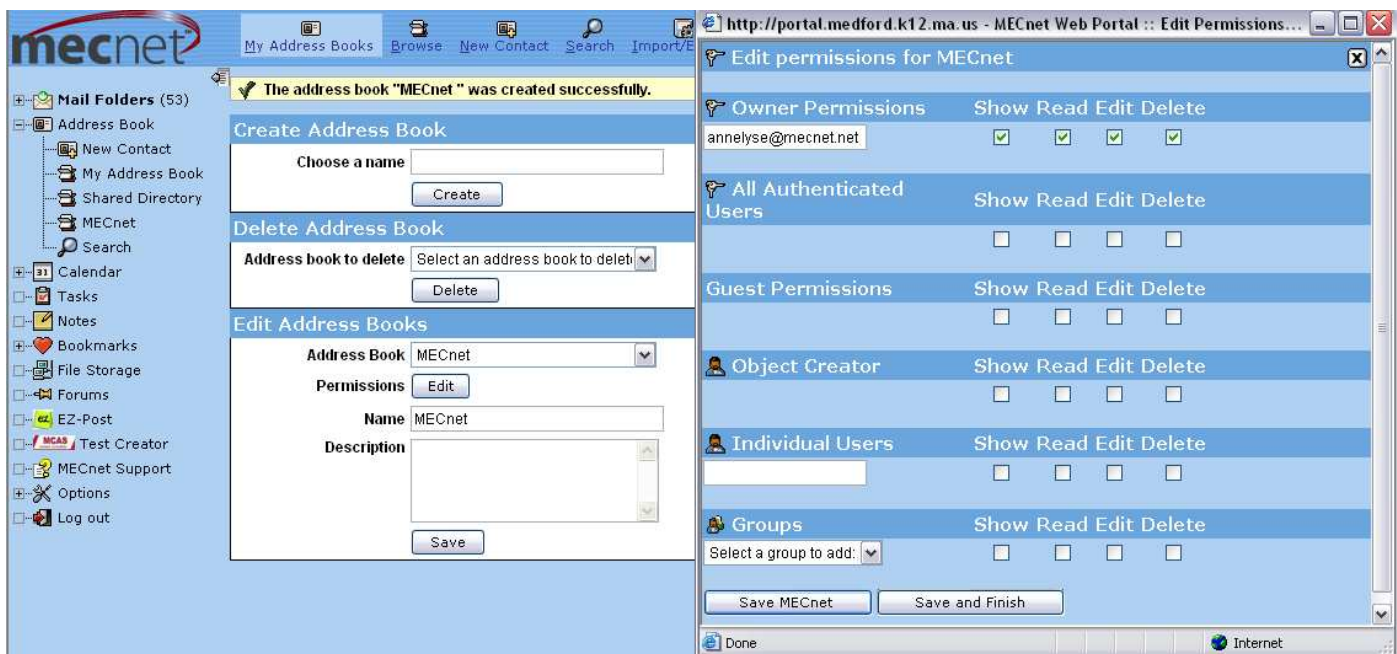 mecnet™
My Address Books Browse New Contact Search Import/E
Mail Folders (53)
Address Book
New Contact
My Address Book
Shared Directory
MECnet
Search
31 Calendar
Tasks
Notes
Bookmarks
File Storage
Forums
ez EZ-Post
MCAS Test Creator
MECnet Support
Options
Log out
The address book "MECnet " was created successfully.
Create Address Book
Choose a name
Create
Delete Address Book
Address book to delete Select an address book to delet
Delete
Edit Address Books
Address Book MECnet
Permissions Edit
Name MECnet
Description
Save
http://portal.medford.k12.ma.us - MECnet Web Portal :: Edit Permissions...
Edit permissions for MECnet
Owner Permissions Show Read Edit Delete
annelyse@mecnet.net
All Authenticated
Users Show Read Edit Delete
Guest Permissions Show Read Edit Delete
Object Creator Show Read Edit Delete
Individual Users Show Read Edit Delete
Groups Show Read Edit Delete
Select a group to add:
Save MECnet Save and Finish
Done Internet